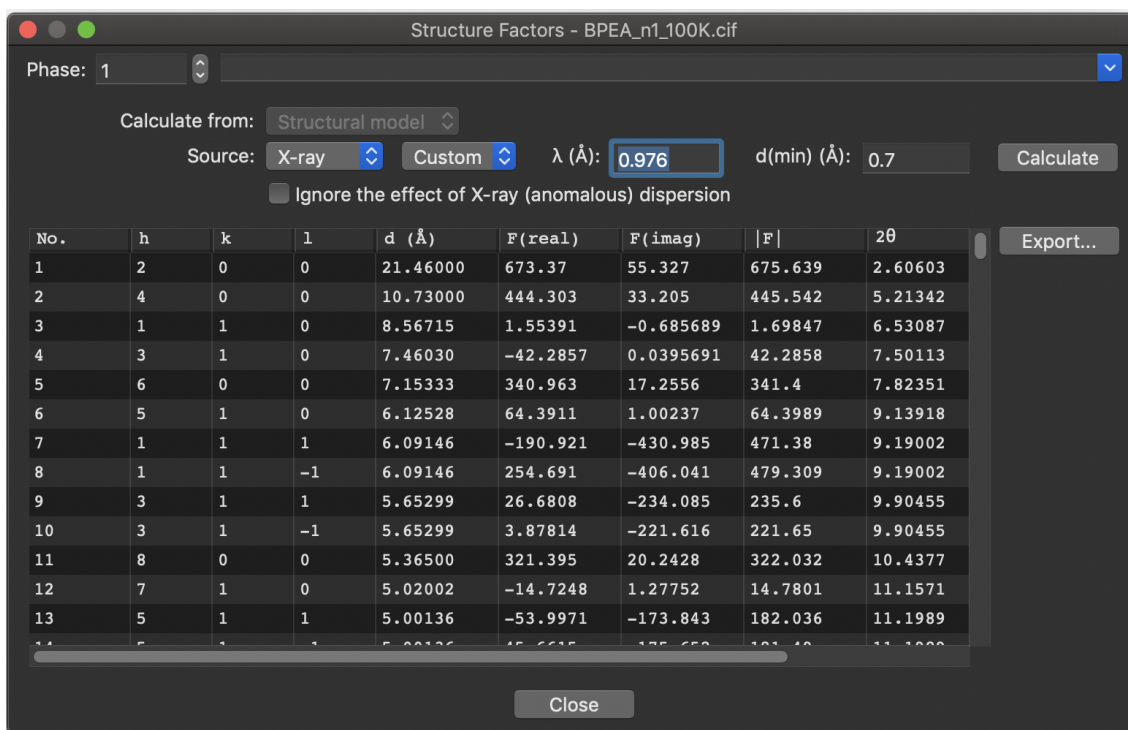 Structure Factors - BPEA_n1_100K.cif
Phase: 1
Calculate from: Structural model
Source: X-ray Custom λ (Å): 0.976 d(min) (Å): 0.7 Calculate
Ignore the effect of X-ray (anomalous) dispersion
No. h k l d (Å) F(real) F(imag) |F| 2θ Export...
1 2 0 0 21.46000 673.37 55.327 675.639 2.60603
2 4 0 0 10.73000 444.303 33.205 445.542 5.21342
3 1 1 0 8.56715 1.55391 -0.685689 1.69847 6.53087
4 3 1 0 7.46030 -42.2857 0.0395691 42.2858 7.50113
5 6 0 0 7.15333 340.963 17.2556 341.4 7.82351
6 5 1 0 6.12528 64.3911 1.00237 64.3989 9.13918
7 1 1 1 6.09146 -190.921 -430.985 471.38 9.19002
8 1 1 -1 6.09146 254.691 -406.041 479.309 9.19002
9 3 1 1 5.65299 26.6808 -234.085 235.6 9.90455
10 3 1 -1 5.65299 3.87814 -221.616 221.65 9.90455
11 8 0 0 5.36500 321.395 20.2428 322.032 10.4377
12 7 1 0 5.02002 -14.7248 1.27752 14.7801 11.1571
13 5 1 1 5.00136 -53.9971 -173.843 182.036 11.1989
Close